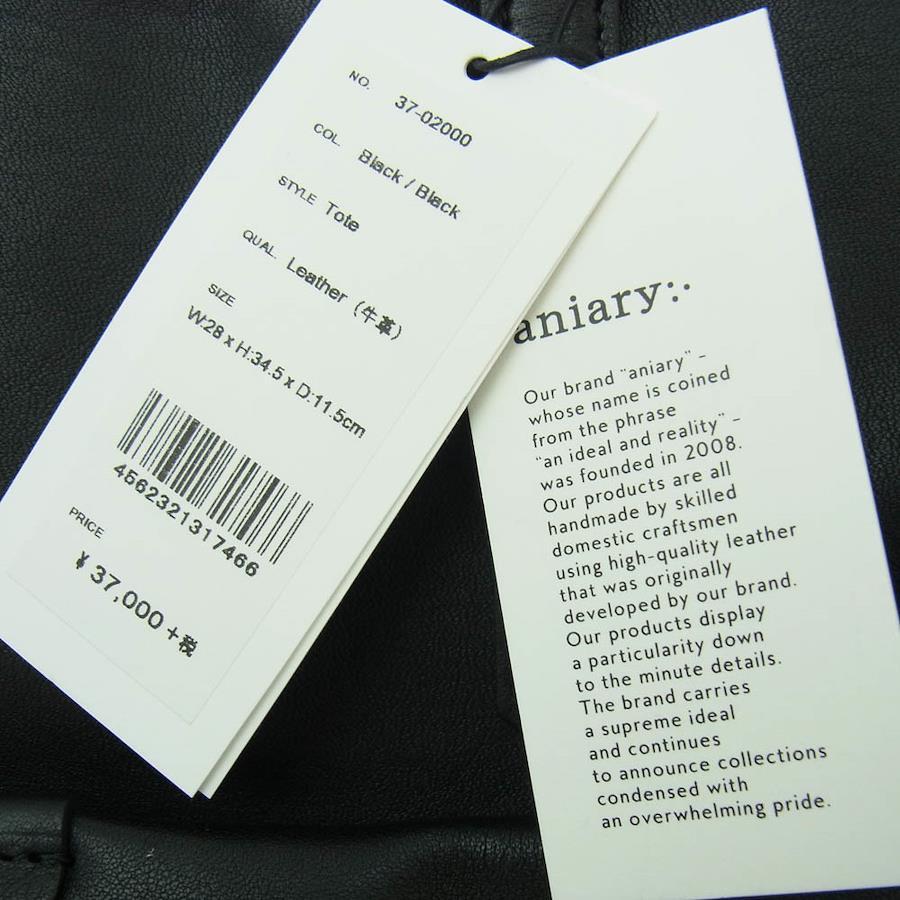 NO. 37-02000
COL. Black / Black
STYLE Tote
QUAL. Leather (牛革)
SIZE
W:28 x H:34.5 x D:11.5cm
4562321317466
PRICE
¥ 37,000 + 税
aniary:.
Our brand "aniary" –
whose name is coined
from the phrase
"an ideal and reality" –
was founded in 2008.
Our products are all
handmade by skilled
domestic craftsmen
using high-quality leather
that was originally
developed by our brand.
Our products display
a particularity down
to the minute details.
The brand carries
a supreme ideal
and continues
to announce collections
condensed with
an overwhelming pride.